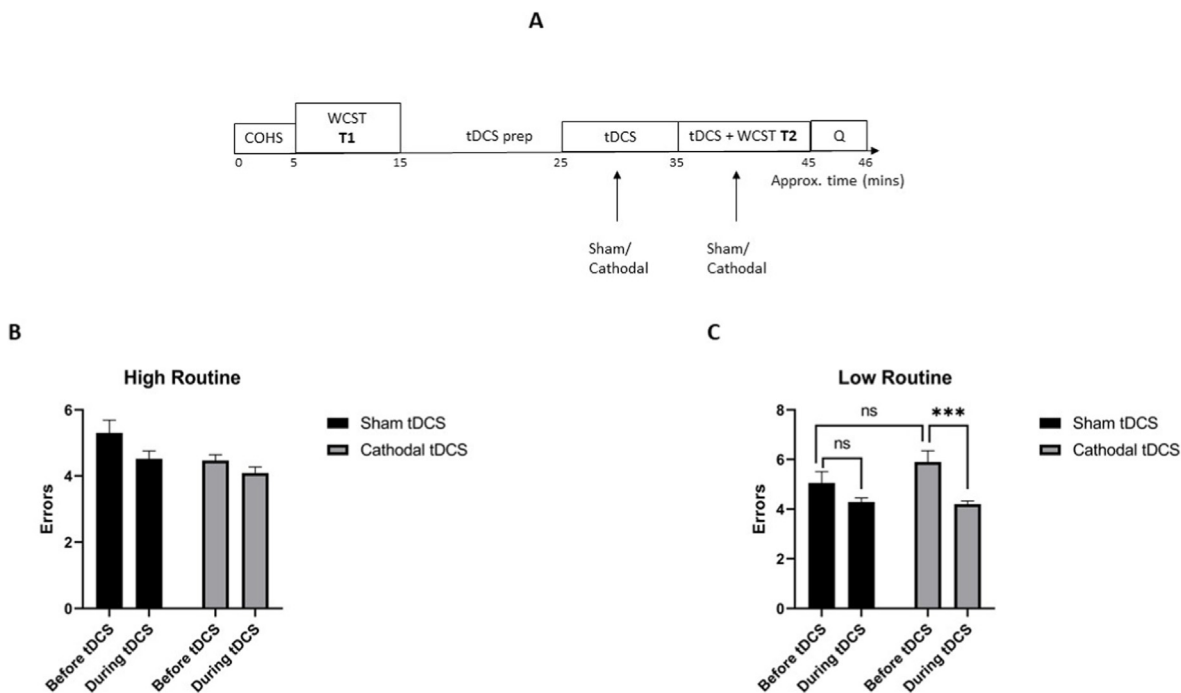 A
COHS
WCST
T1
tDCS prep
tDCS
tDCS + WCST T2
Q
0
5
15
25
35
45
46
Approx. time (mins)
Sham/
Cathodal
Sham/
Cathodal
B
High Routine
6
4
2
0
Errors
Before tDCS
During tDCS
Before tDCS
During tDCS
Sham tDCS
Cathodal tDCS
C
Low Routine
8
6
4
2
0
Errors
ns
ns
***
Before tDCS
During tDCS
Before tDCS
During tDCS
Sham tDCS
Cathodal tDCS